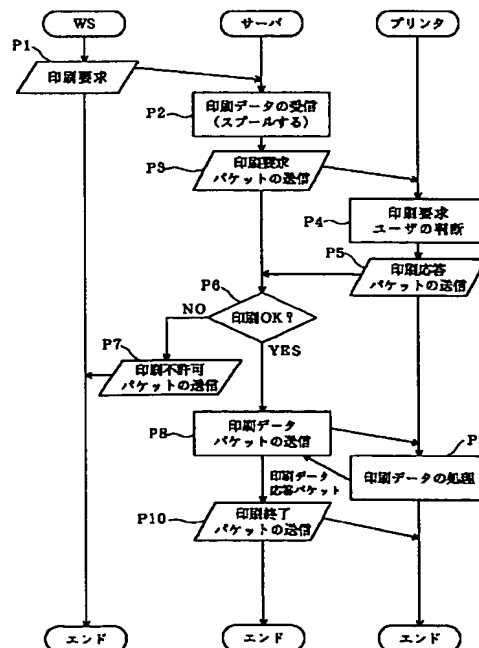 WS
サーバ
プリンタ
P1
印刷要求
P2
印刷データの受信
(スプールする)
P3
印刷要求
パケットの送信
P4
印刷要求
ユーザの判断
P5
印刷応答
パケットの送信
P6
印刷OK?
NO
YES
P7
印刷不許可
パケットの送信
P8
印刷データ
パケットの送信
印刷データ
応答パケット
印刷データの処理
P10
印刷終了
パケットの送信
エンド
エンド
エンド